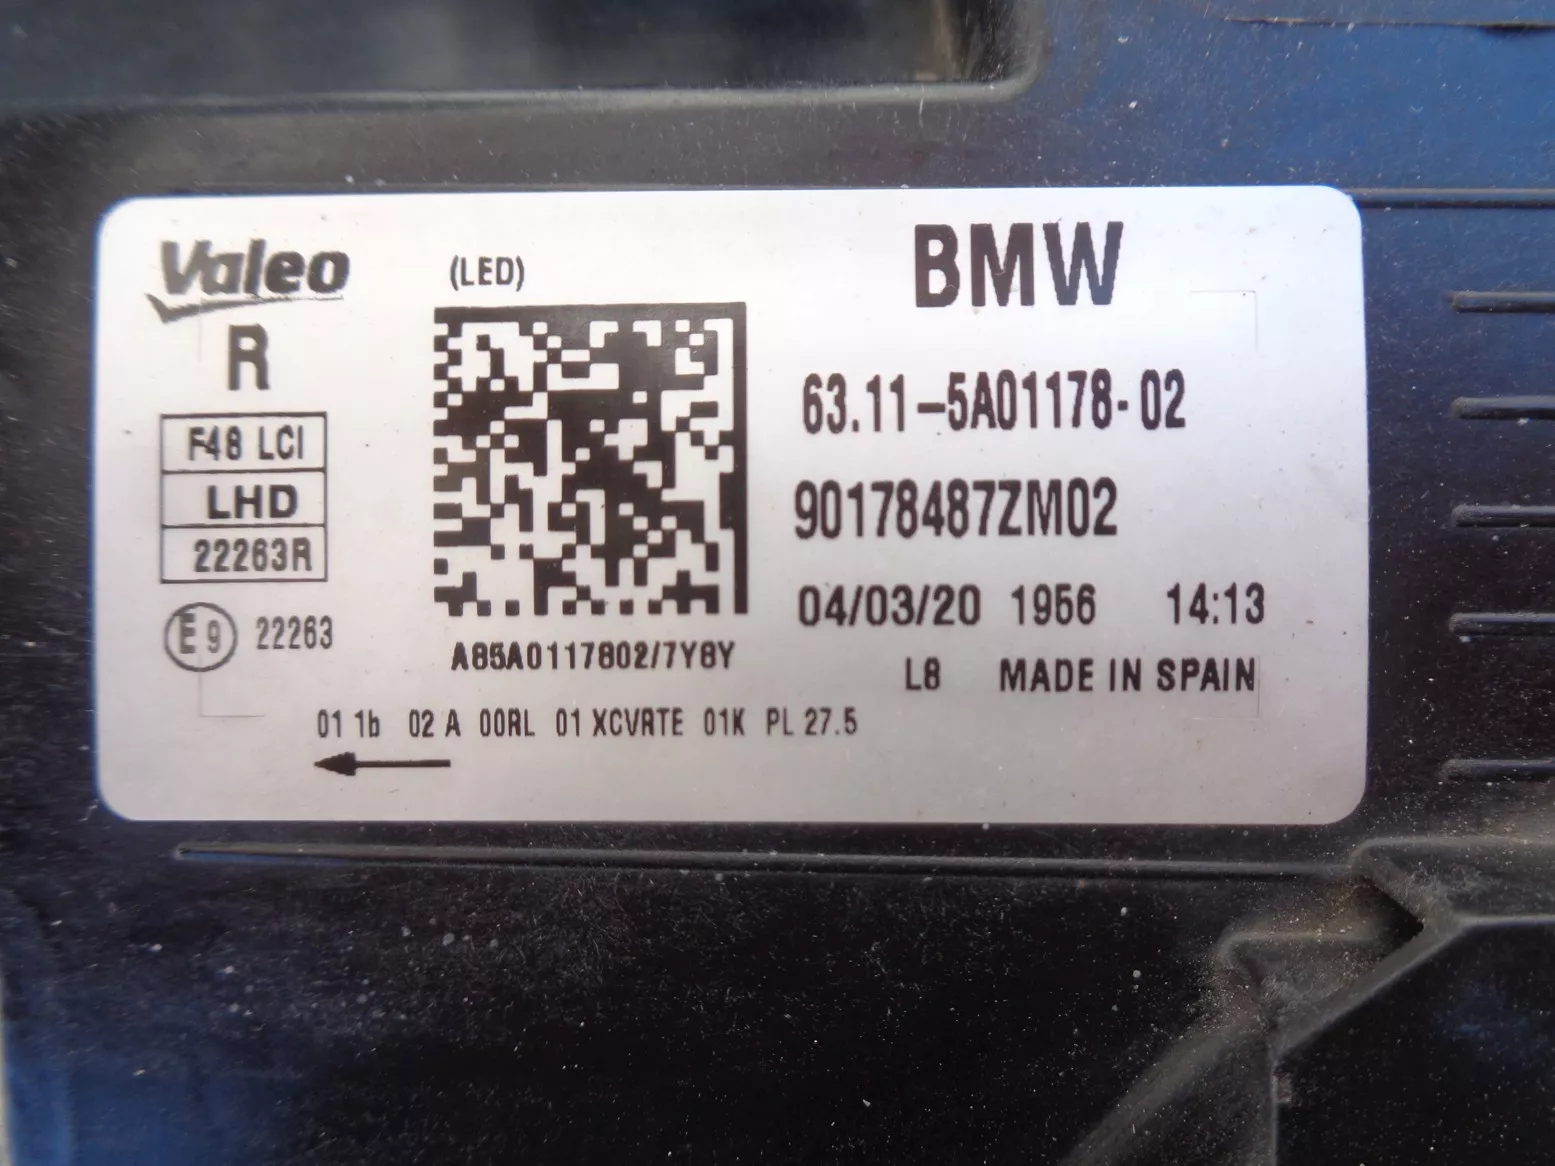 Valeo
(LED)
BMW
R
F48 LCI
LHD
22263R
E9 22263
63.11-5A01178-02
90178487ZM02
04/03/20 1956 14:13
A85A0117802/7Y8Y
L8 MADE IN SPAIN
01 1b 02 A 00RL 01 XCVRTE 01K PL 27.5